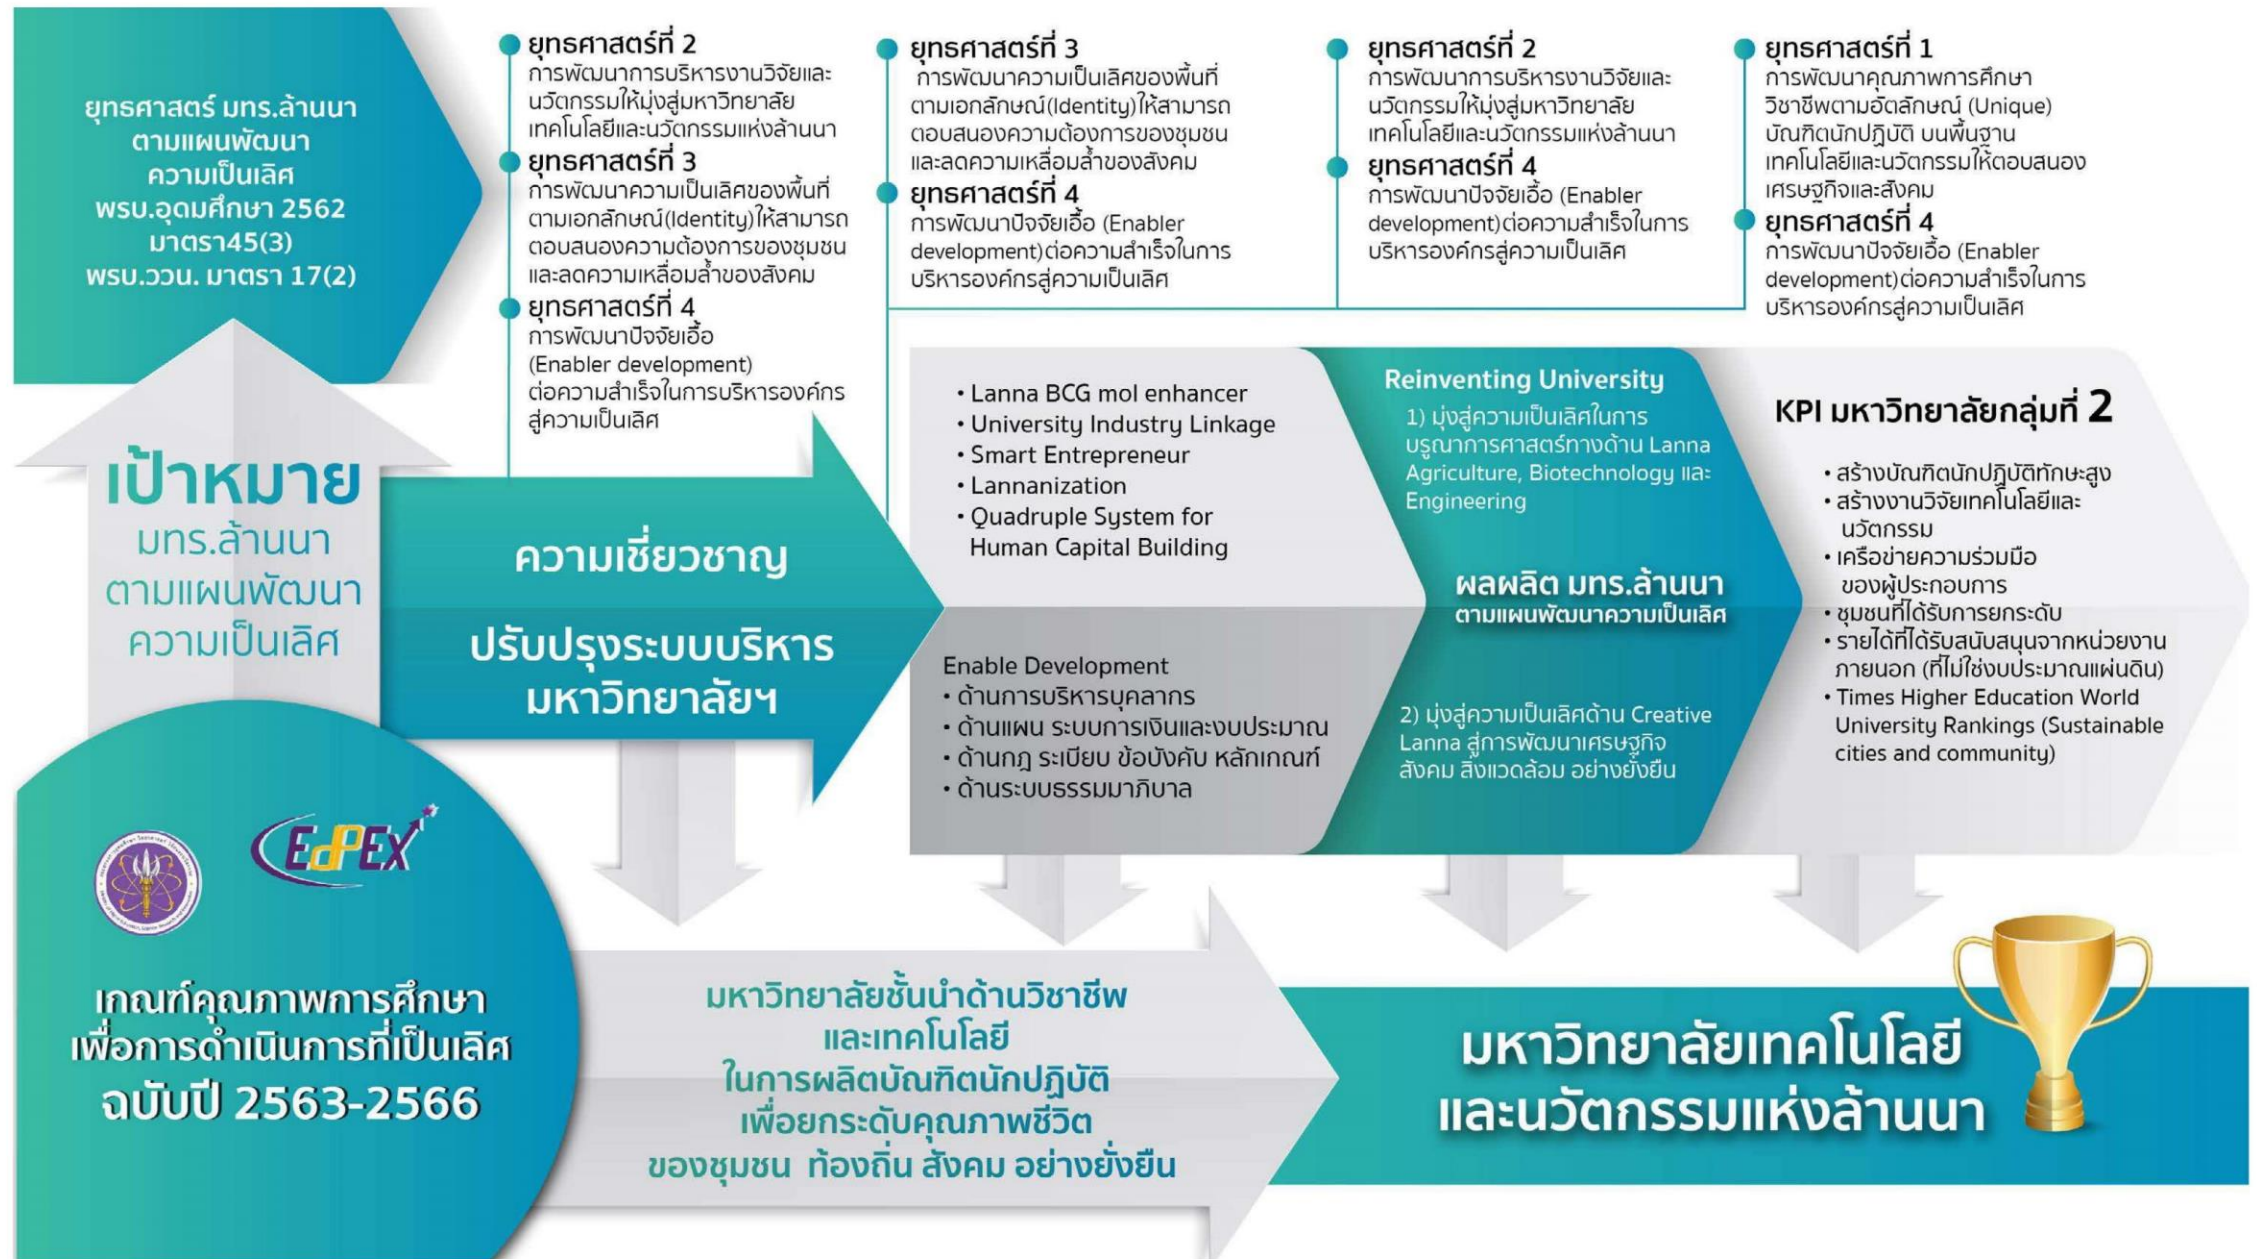 ยุทธศาสตร์ มทร.ล้านนา
ตามแผนพัฒนา
ความเป็นเลิศ
พรบ.อุดมศึกษา 2562
มาตรา45(3)
พรบ.ววน. มาตรา 17(2)
ยุทธศาสตร์ที่ 2
การพัฒนาการบริหารงานวิจัยและ
นวัตกรรมให้มุ่งสู่มหาวิทยาลัย
เทคโนโลยีและนวัตกรรมแห่งล้านนา
ยุทธศาสตร์ที่ 3
การพัฒนาความเป็นเลิศของพื้นที่
ตามเอกลักษณ์(Identity)ให้สามารถ
ตอบสนองความต้องการของชุมชน
และลดความเหลื่อมล้ำของสังคม
ยุทธศาสตร์ที่ 4
การพัฒนาปัจจัยเอื้อ
(Enabler development)
ต่อความสำเร็จในการบริหารองค์กร
สู่ความเป็นเลิศ
ยุทธศาสตร์ที่ 3
การพัฒนาความเป็นเลิศของพื้นที่
ตามเอกลักษณ์(Identity)ให้สามารถ
ตอบสนองความต้องการของชุมชน
และลดความเหลื่อมล้ำของสังคม
ยุทธศาสตร์ที่ 4
การพัฒนาปัจจัยเอื้อ (Enabler
development)ต่อความสำเร็จในการ
บริหารองค์กรสู่ความเป็นเลิศ
ยุทธศาสตร์ที่ 2
การพัฒนาการบริหารงานวิจัยและ
นวัตกรรมให้มุ่งสู่มหาวิทยาลัย
เทคโนโลยีและนวัตกรรมแห่งล้านนา
ยุทธศาสตร์ที่ 4
การพัฒนาปัจจัยเอื้อ (Enabler
development)ต่อความสำเร็จในการ
บริหารองค์กรสู่ความเป็นเลิศ
ยุทธศาสตร์ที่ 1
การพัฒนาคุณภาพการศึกษา
วิชาชีพตามอัตลักษณ์ (Unique)
บัณฑิตนักปฏิบัติ บนพื้นฐาน
เทคโนโลยีและนวัตกรรมให้ตอบสนอง
เศรษฐกิจและสังคม
ยุทธศาสตร์ที่ 4
การพัฒนาปัจจัยเอื้อ (Enabler
development)ต่อความสำเร็จในการ
บริหารองค์กรสู่ความเป็นเลิศ
เป้าหมาย
มทร.ล้านนา
ตามแผนพัฒนา
ความเป็นเลิศ
ความเชี่ยวชาญ
ปรับปรุงระบบบริหาร
มหาวิทยาลัยฯ
• Lanna BCG mol enhancer
• University Industry Linkage
• Smart Entrepreneur
• Lannanization
• Quadruple System for
Human Capital Building
Enable Development
• ด้านการบริหารบุคลากร
• ด้านแผน ระบบการเงินและงบประมาณ
• ด้านกฎ ระเบียบ ข้อบังคับ หลักเกณฑ์
• ด้านระบบธรรมมาภิบาล
Reinventing University
1) มุ่งสู่ความเป็นเลิศในการ
บรูณาการศาสตร์ทางด้าน Lanna
Agriculture, Biotechnology และ
Engineering
ผลผลิต มทร.ล้านนา
ตามแผนพัฒนาความเป็นเลิศ
2) มุ่งสู่ความเป็นเลิศด้าน Creative
Lanna สู่การพัฒนาเศรษฐกิจ
สังคม สิ่งแวดล้อม อย่างยั่งยืน
KPI มหาวิทยาลัยกลุ่มที่ 2
• สร้างบัณฑิตนักปฏิบัติทักษะสูง
• สร้างงานวิจัยเทคโนโลยีและ
นวัตกรรม
• เครือข่ายความร่วมมือ
ของผู้ประกอบการ
• ชุมชนที่ได้รับการยกระดับ
• รายได้ที่ได้รับสนับสนุนจากหน่วยงาน
ภายนอก (ที่ไม่ใช่งบประมาณแผ่นดิน)
• Times Higher Education World
University Rankings (Sustainable
cities and community)
EdPEx
เกณฑ์คุณภาพการศึกษา
เพื่อการดำเนินการที่เป็นเลิศ
ฉบับปี 2563-2566
มหาวิทยาลัยชั้นนำด้านวิชาชีพ
และเทคโนโลยี
ในการผลิตบัณฑิตนักปฏิบัติ
เพื่อยกระดับคุณภาพชีวิต
ของชุมชน ท้องถิ่น สังคม อย่างยั่งยืน
มหาวิทยาลัยเทคโนโลยี
และนวัตกรรมแห่งล้านนา